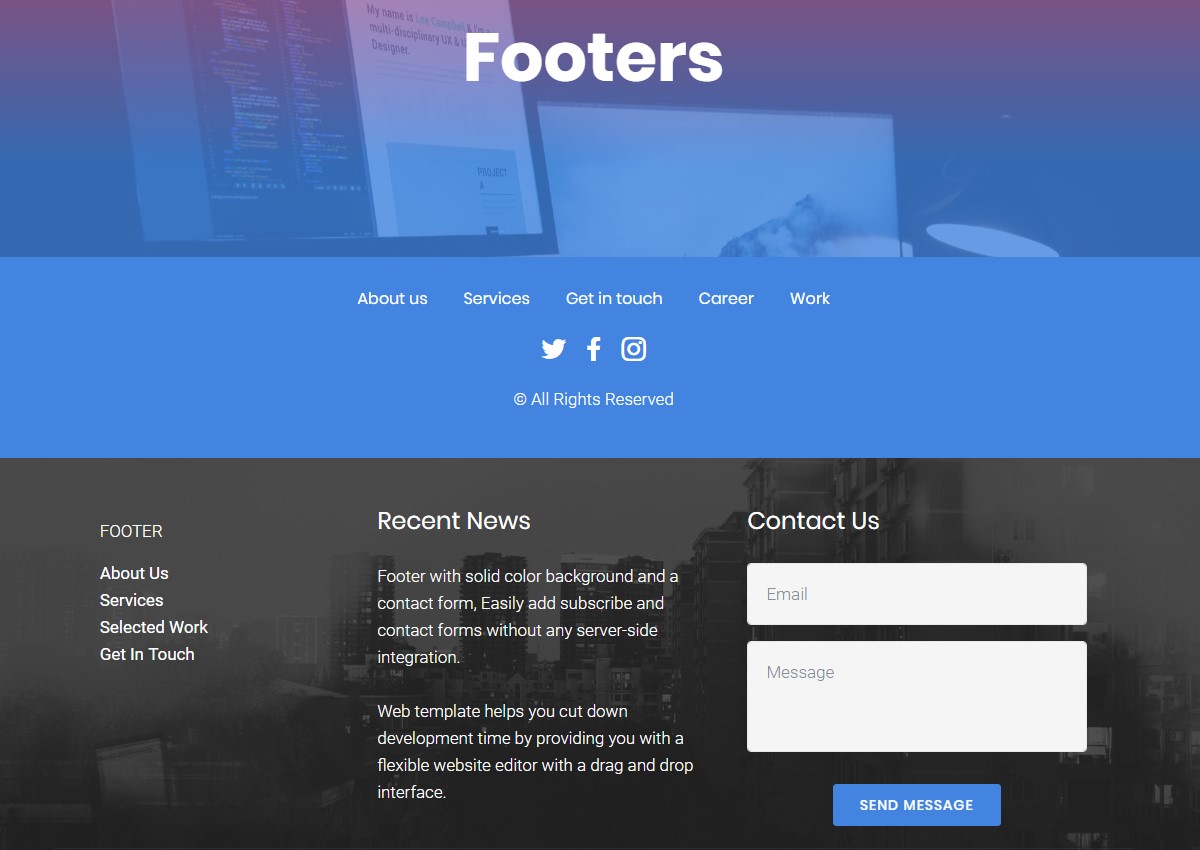 My name is Lee Campbell & I'm a
multi-disciplinary UX & U
Designer.
Footers
PROJECT
A
About us Services Get in touch Career Work
© All Rights Reserved
FOOTER
About Us
Services
Selected Work
Get In Touch
Recent News
Footer with solid color background and a
contact form, Easily add subscribe and
contact forms without any server-side
integration.
Web template helps you cut down
development time by providing you with a
flexible website editor with a drag and drop
interface.
Contact Us
Email
Message
SEND MESSAGE